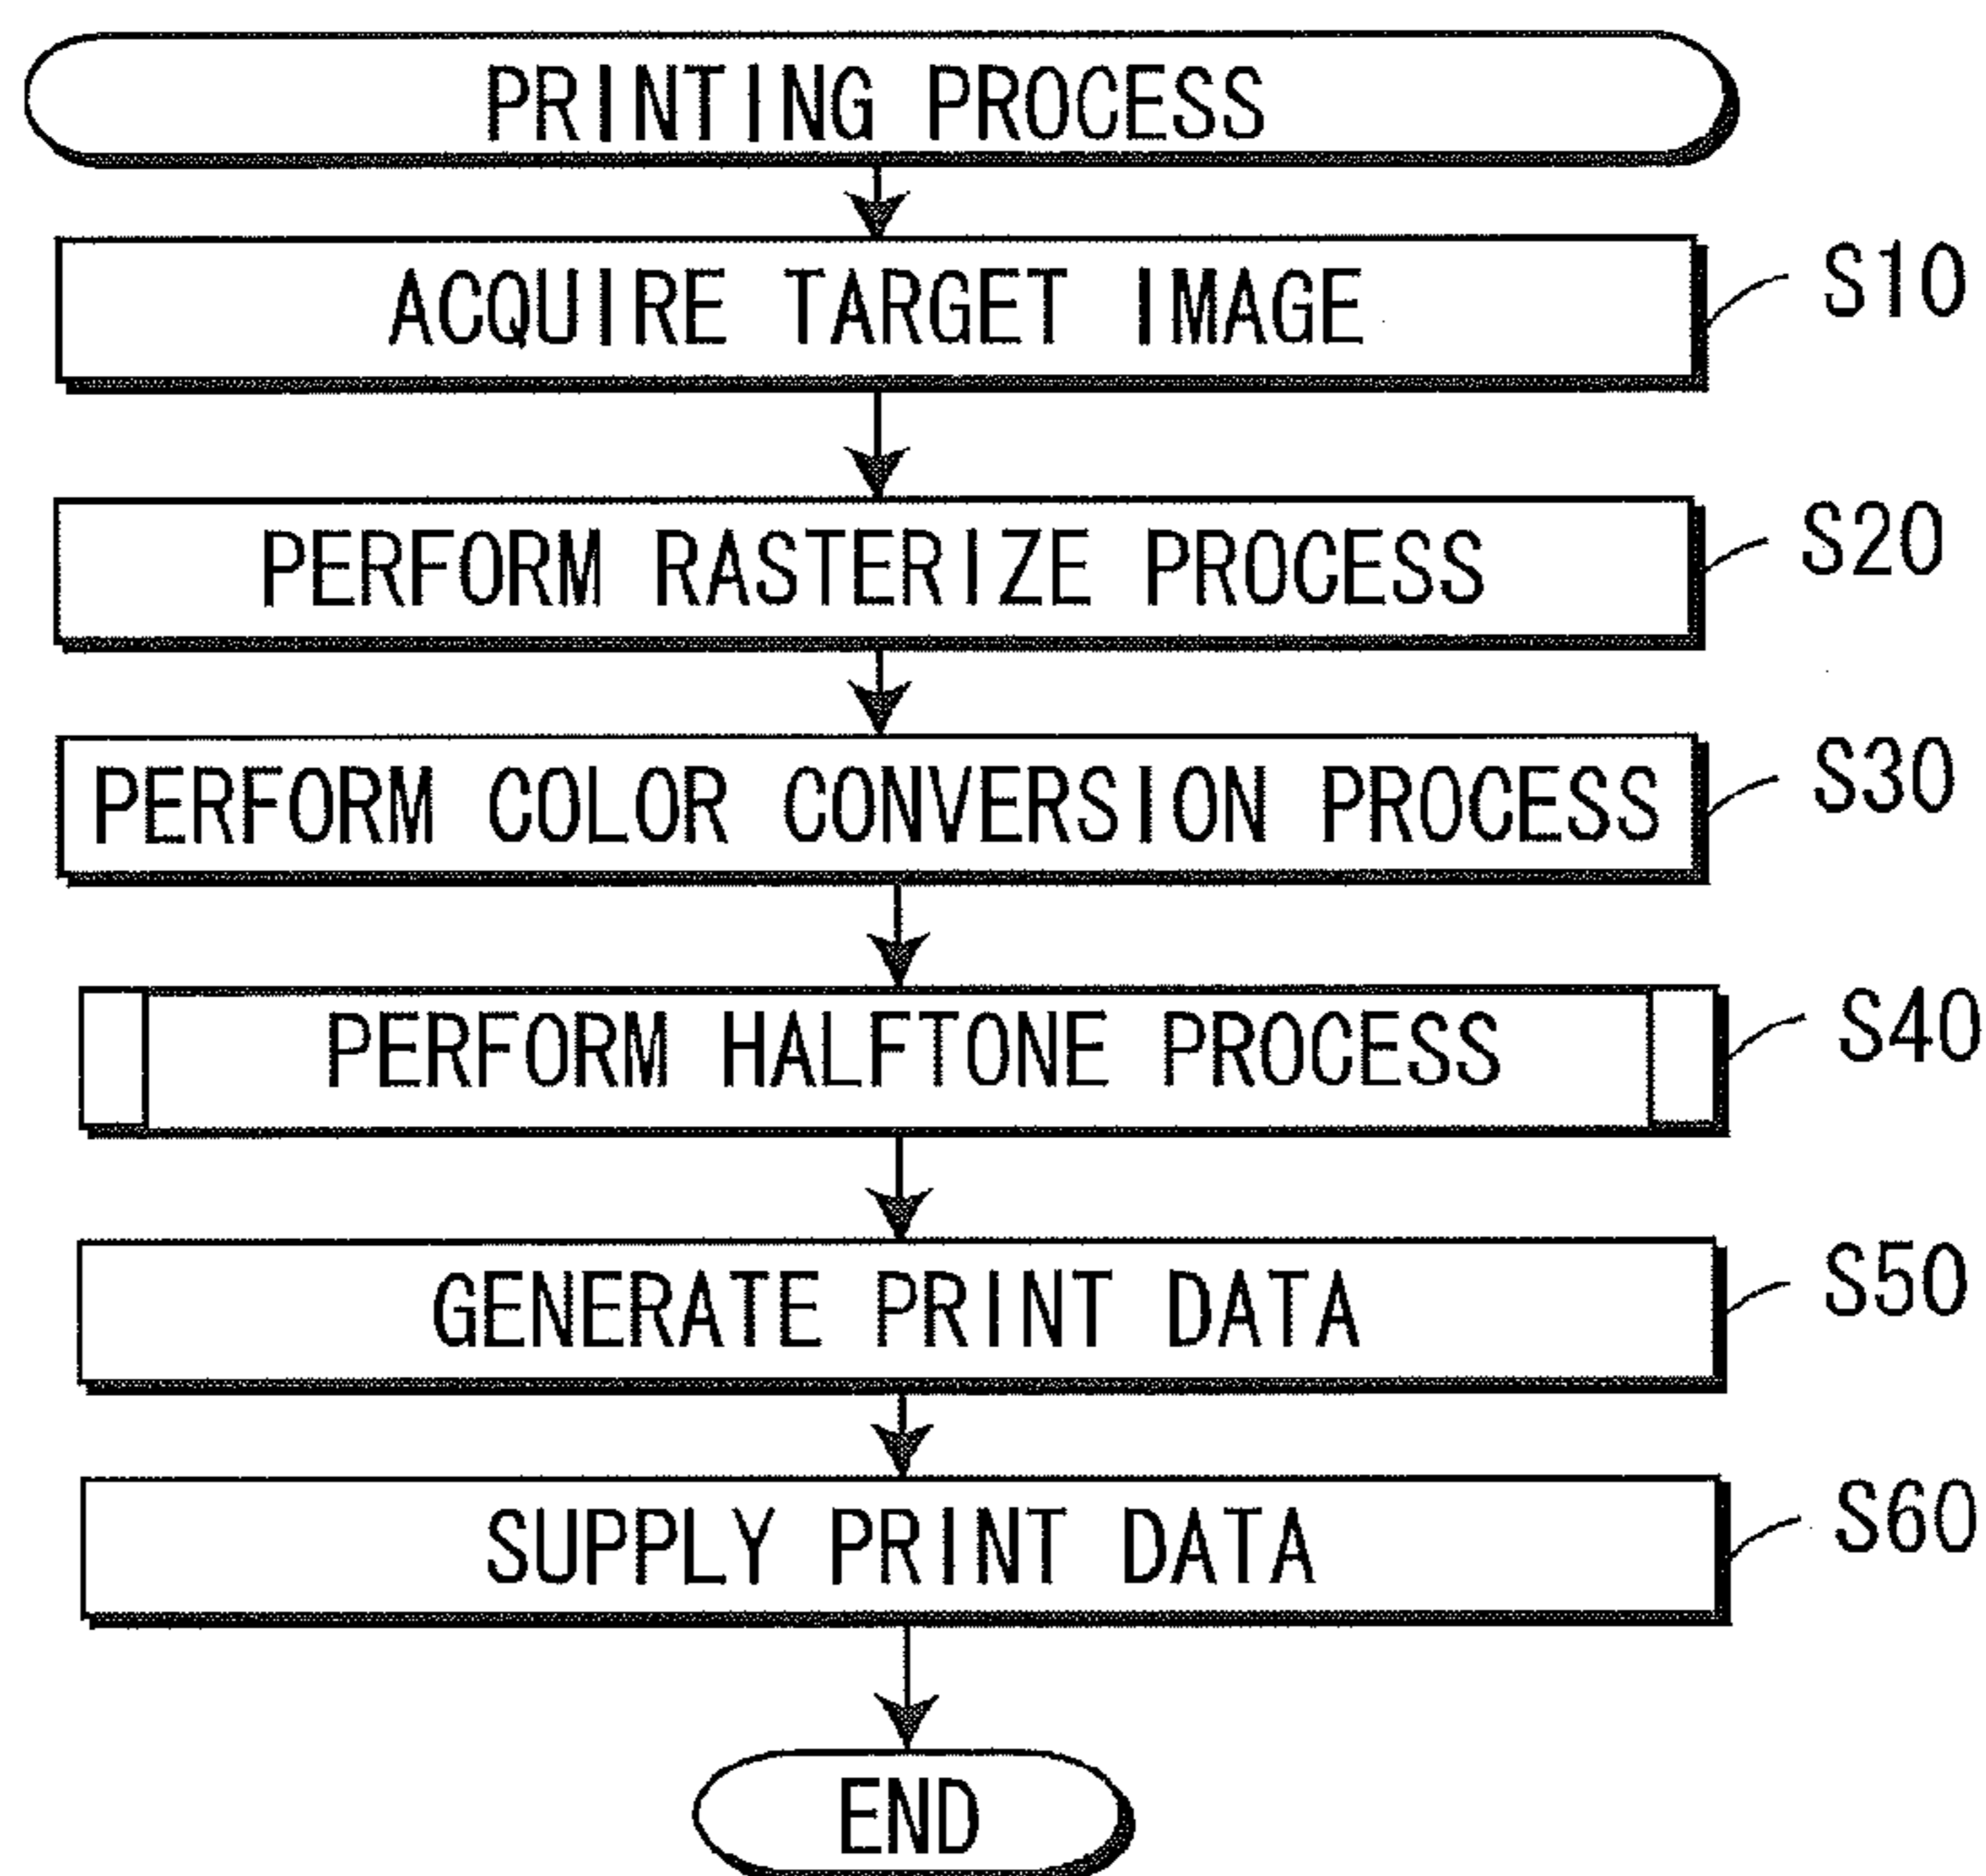 PRINTING PROCESS
ACQUIRE TARGET IMAGE S10
PERFORM RASTERIZE PROCESS S20
PERFORM COLOR CONVERSION PROCESS S30
PERFORM HALFTONE PROCESS S40
GENERATE PRINT DATA S50
SUPPLY PRINT DATA S60
END